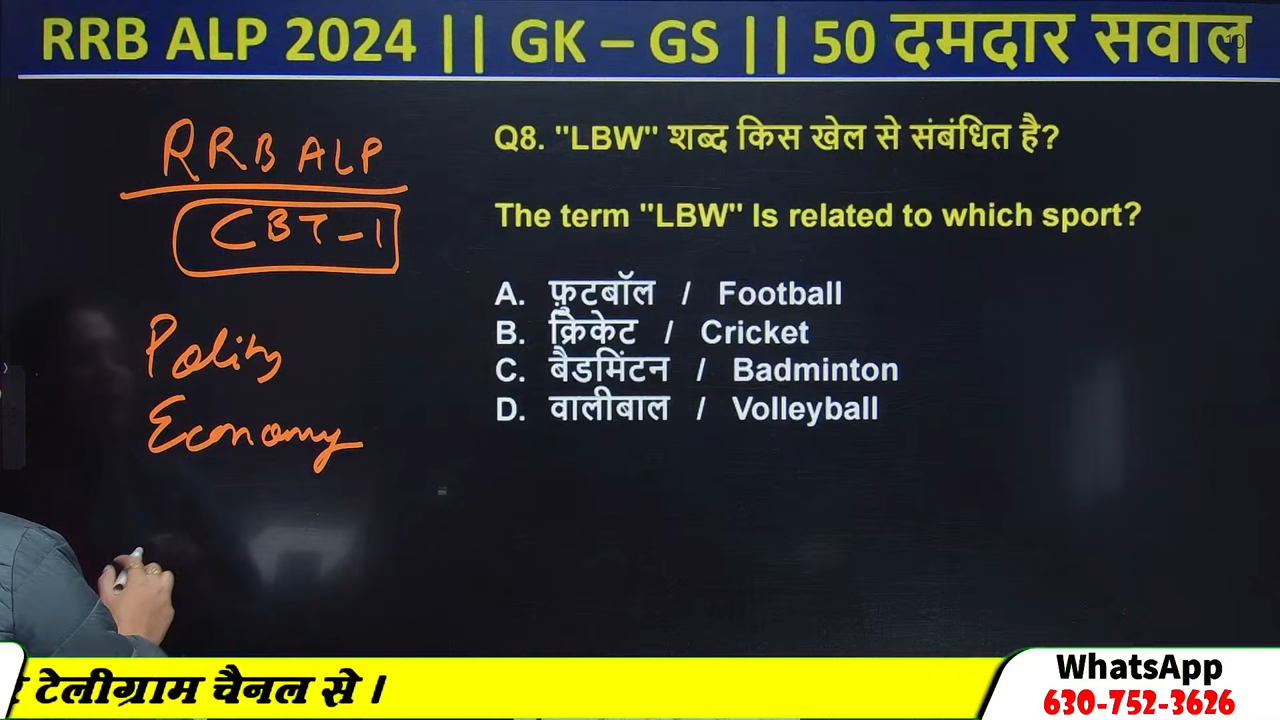 RRB ALP 2024 || GK – GS || 50 दमदार सवाल
10
RRB ALP
CBT-1
Polity
Economy
Q8. "LBW" शब्द किस खेल से संबंधित है?
The term "LBW" Is related to which sport?
A. फ़ुटबॉल / Football
B. क्रिकेट / Cricket
C. बैडमिंटन / Badminton
D. वालीबाल / Volleyball
टेलीग्राम चैनल से ।
WhatsApp
630-752-3626